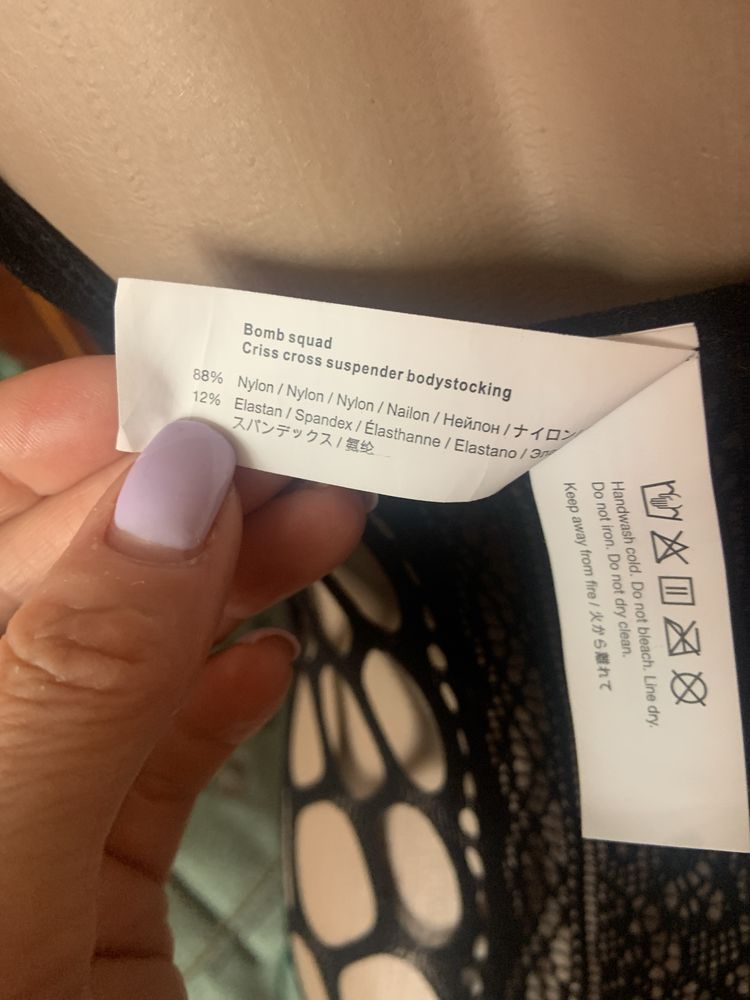 Bomb squad
Criss cross suspender bodystocking
88% Nylon / Nylon / Nylon / Nailon / Нейлон / ナイロン
12% Elastan / Spandex / Élasthanne / Elastano /
スパンデックス / 氨纶
Handwash cold. Do not bleach. Line dry.
Do not iron. Do not dry clean.
Keep away from fire / 火から離れて